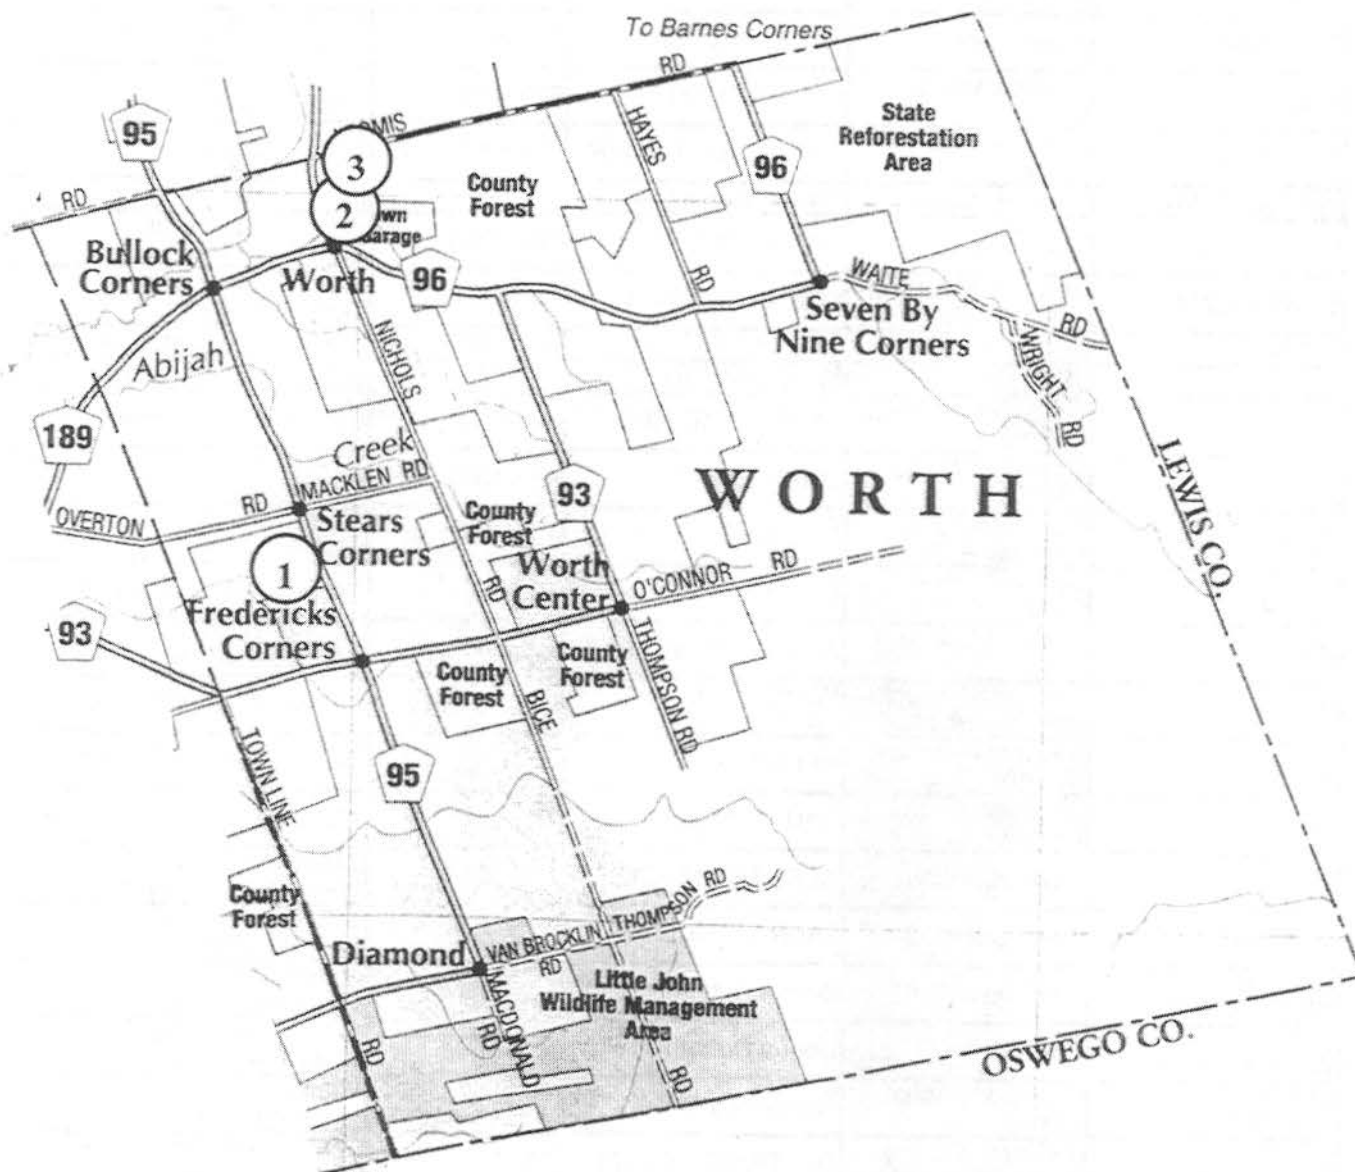 To Barnes Corners
RD
95
3
HAYES
96
State
Reforestation
Area
County
Forest
RD
2
Garage
Bullock
Corners
Worth
96
RD
WAITE
RD
Seven By
Nine Corners
WRIGHT
RD
Abijah
NICHOLS
189
Creek
OVERTON
RD
MACKLEN RD
93
WORTH
LEWIS CO.
Stears
Corners
County
Forest
1
RD
Worth
Center
O'CONNOR RD
Fredericks
Corners
93
County
Forest
County
Forest
THOMPSON RD
BICE
TOWN LINE
95
County
Forest
Diamond
VAN BROCKLIN
RD
THOMPSON RD
Little John
Wildlife Management
Area
MACDONALD
RD
RD
RD
OSWEGO CO.